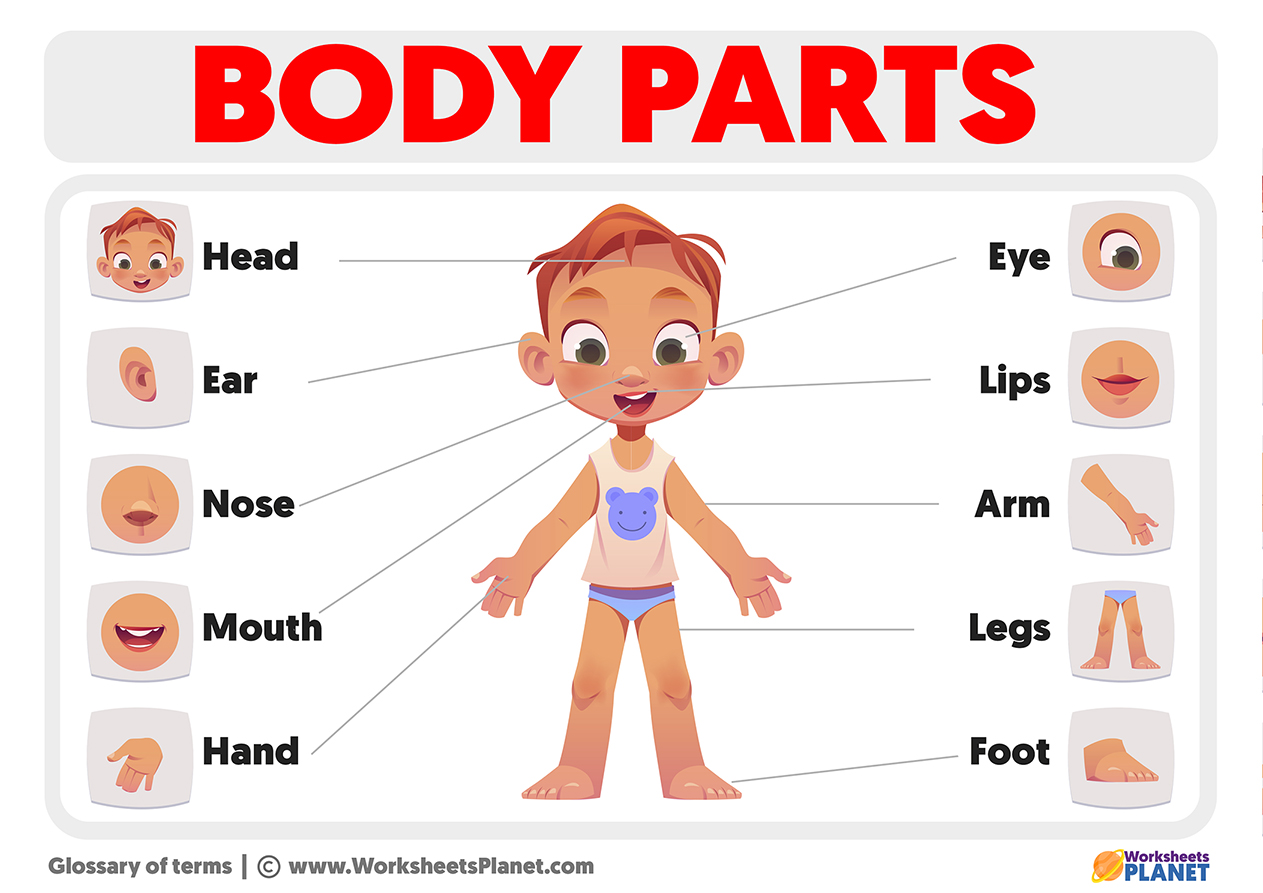 BODY PARTS
Head
Ear
Nose
Mouth
Hand
Eye
Lips
Arm
Legs
Foot
Glossary of terms | © www.WorksheetsPlanet.com
Worksheets
PLANET